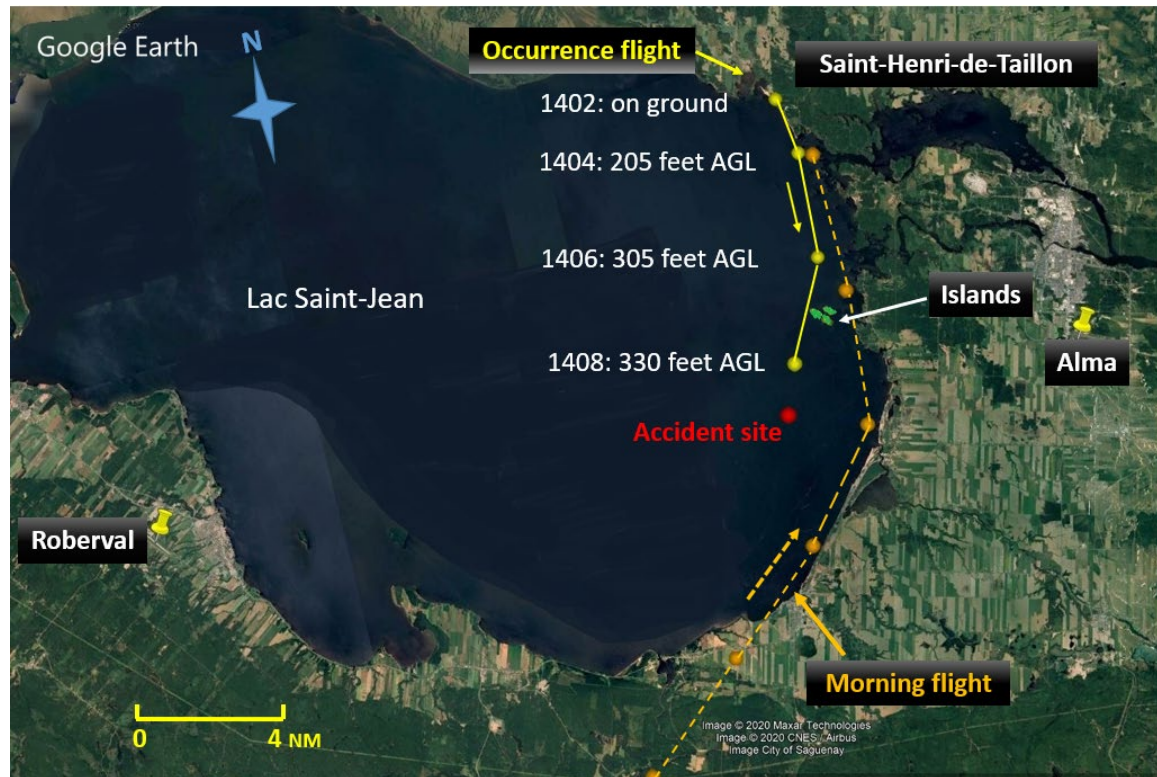 Google Earth
N
Occurrence flight
Saint-Henri-de-Taillon
1402: on ground
1404: 205 feet AGL
1406: 305 feet AGL
Lac Saint-Jean
Islands
1408: 330 feet AGL
Alma
Accident site
Roberval
Morning flight
0 4 NM
Image © 2020 Maxar Technologies
Image © 2020 CNES / Airbus
Image City of Saguenay